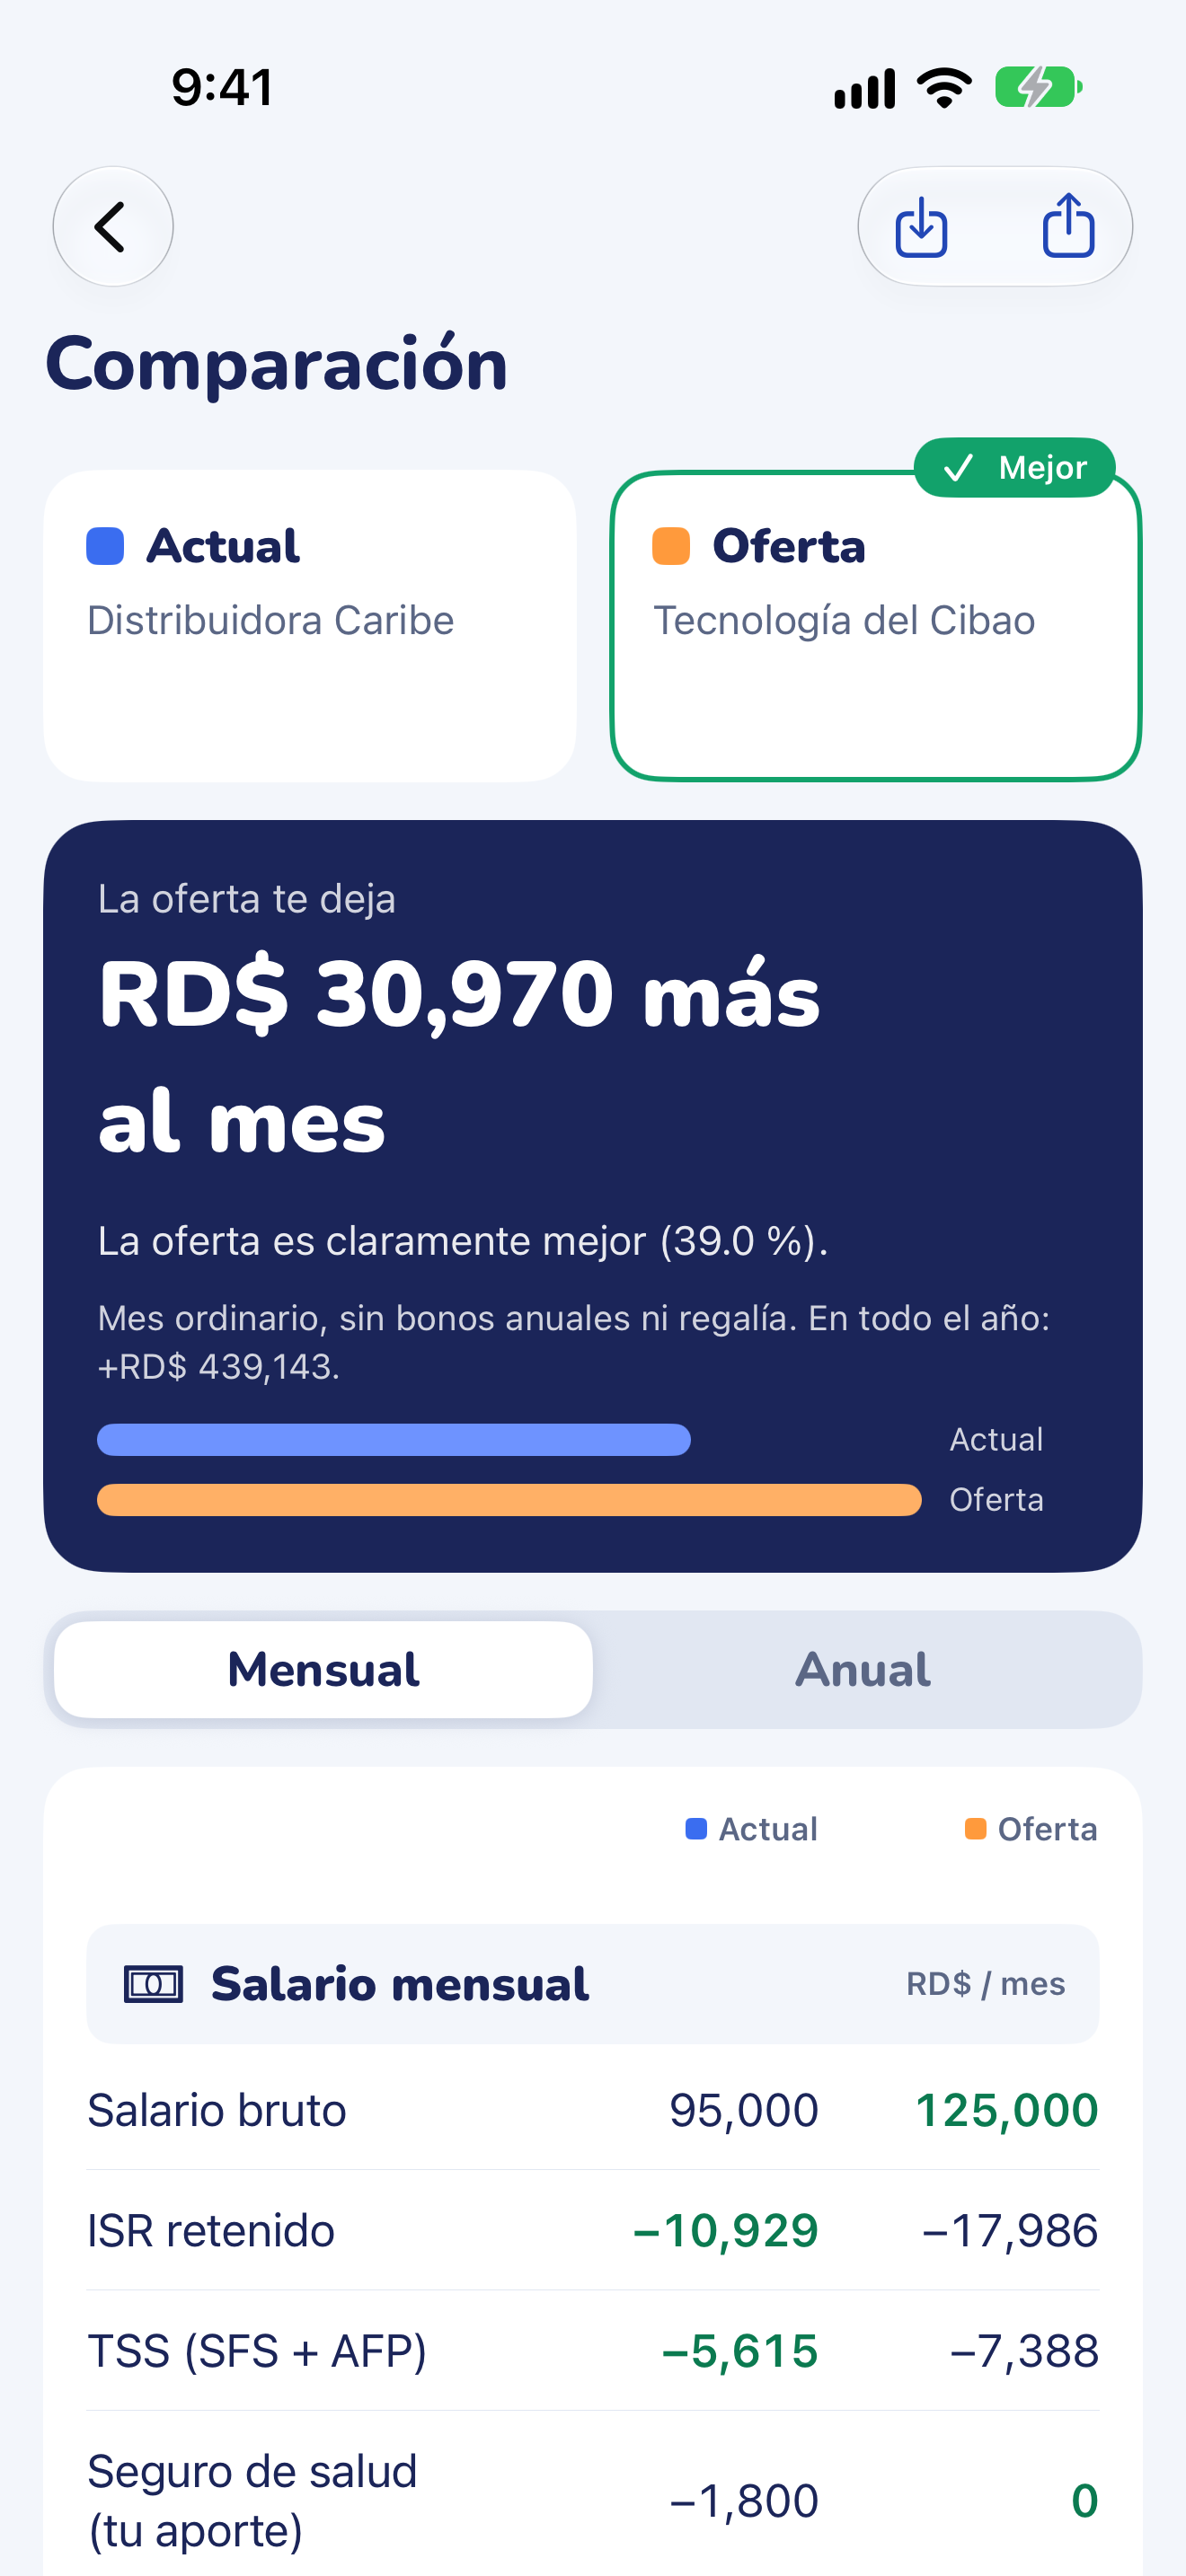 9:41
Comparación
Mejor
Actual
Distribuidora Caribe
Oferta
Tecnología del Cibao
La oferta te deja
RD$ 30,970 más
al mes
La oferta es claramente mejor (39.0 %).
Mes ordinario, sin bonos anuales ni regalía. En todo el año:
+RD$ 439,143.
Actual
Oferta
Mensual Anual
Actual Oferta
Salario mensual RD$ / mes
Salario bruto 95,000 125,000
ISR retenido −10,929 −17,986
TSS (SFS + AFP) −5,615 −7,388
Seguro de salud
(tu aporte) −1,800 0